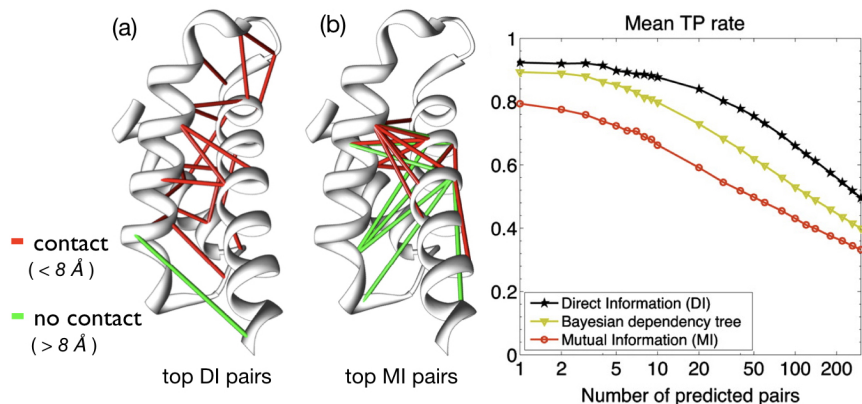 (a)
(b)
contact
(< 8 Å)
no contact
(> 8 Å)
top DI pairs
top MI pairs
Mean TP rate
1
0.8
0.6
0.4
0.2
0
Direct Information (DI)
Bayesian dependency tree
Mutual Information (MI)
1 2 5 10 20 50 100 200
Number of predicted pairs